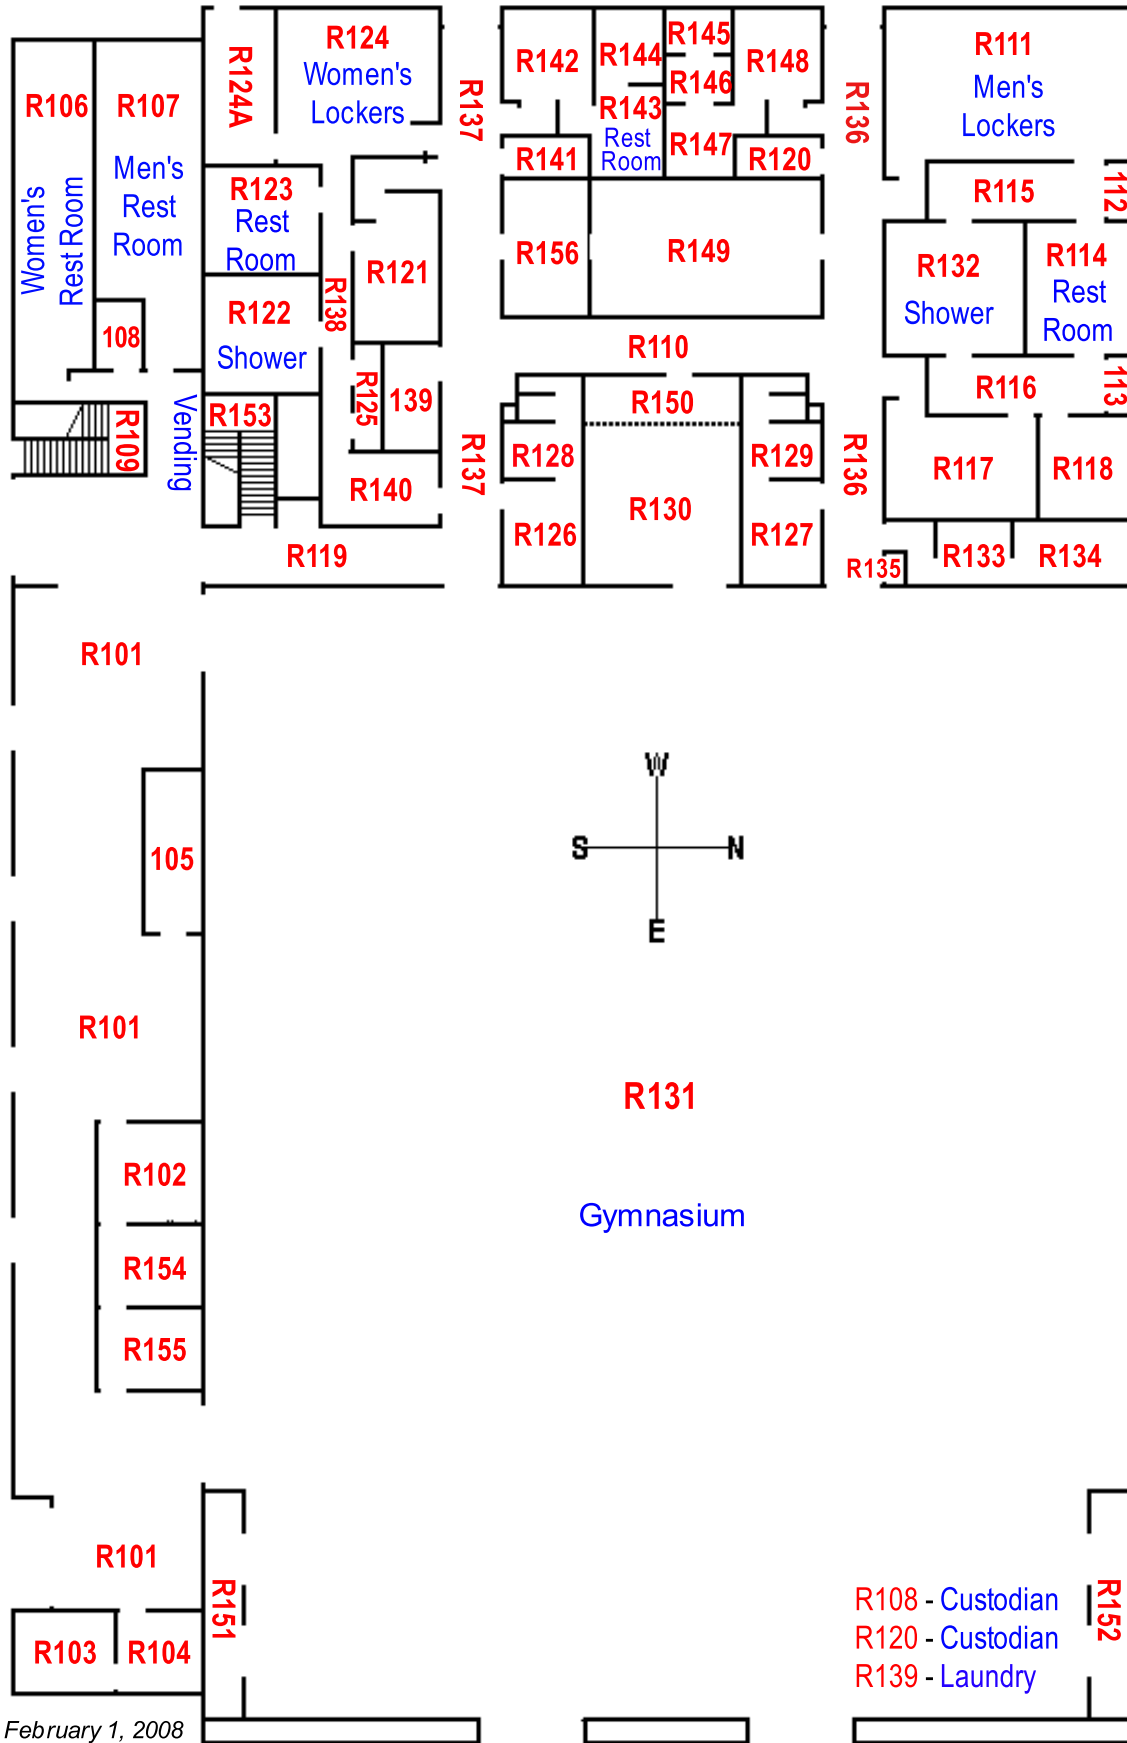 R124
Women's
Lockers
R124A
R106
Women's
Rest Room
R107
Men's
Rest
Room
108
R109
Vending
R123
Rest
Room
R122
Shower
R153
R138
R121
R125
139
R140
R119
R137
R142
R144
R145
R146
R148
R143
Rest
Room
R147
R141
R120
R156
R149
R110
R150
R128
R129
R130
R126
R127
R137
R136
R111
Men's
Lockers
R115
112
R132
Shower
R114
Rest
Room
R116
113
R117
R118
R136
R133
R134
R135
R101
105
W
S
N
E
R101
R131
Gymnasium
R102
R154
R155
R101
R103
R104
R151
R152
R108 - Custodian
R120 - Custodian
R139 - Laundry
February 1, 2008